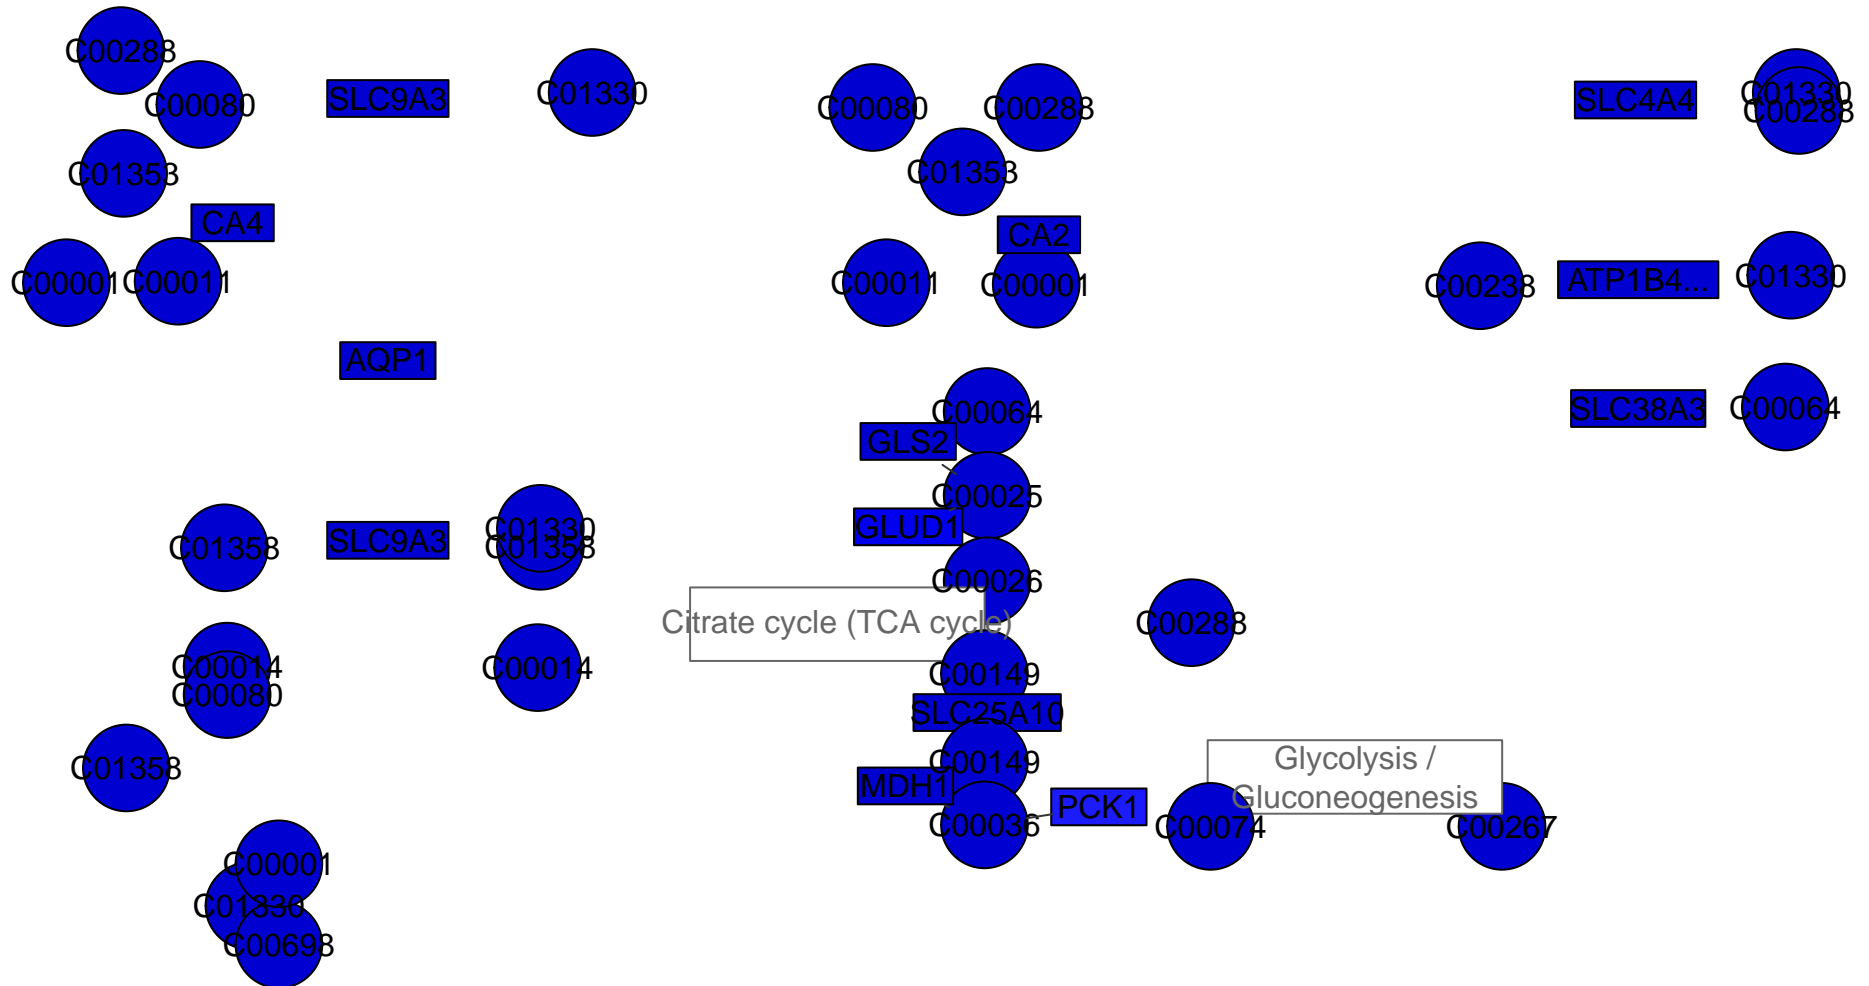 C00288
C00080
SLC9A3
C01330
C00080
C00288
SLC4A4
C01330
C00288
C01353
C01353
CA4
CA2
C00001
C00011
C00011
C00001
C00238
ATP1B4...
C01330
AQP1
C00064
SLC38A3
C00064
GLS2
C00025
GLUD1
C01358
SLC9A3
C01330
C01358
C00026
Citrate cycle (TCA cycle)
C00288
C00014
C00080
C00014
C00149
SLC25A10
C01358
C00149
MDH1
Glycolysis /
Gluconeogenesis
PCK1
C00036
C00074
C00267
C00001
C01330
C00698